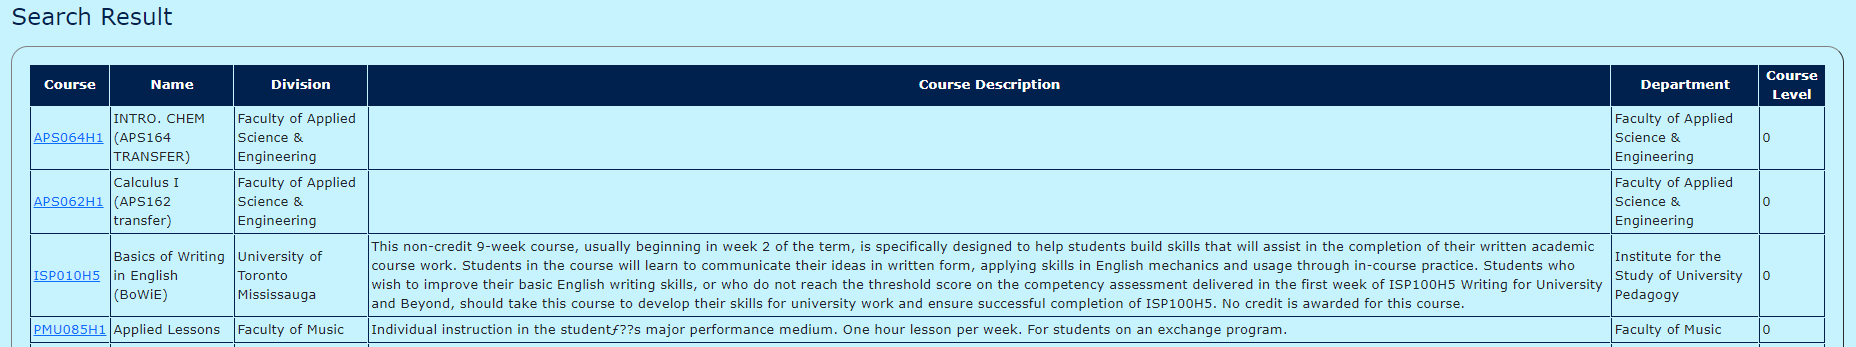 Search Result
Course Name Division Course Description Department Course Level
APS064H1
INTRO. CHEM
(APS164
TRANSFER)
Faculty of Applied
Science &
Engineering
Faculty of Applied
Science &
Engineering
0
APS062H1
Calculus I
(APS162
transfer)
Faculty of Applied
Science &
Engineering
Faculty of Applied
Science &
Engineering
0
ISP010H5
Basics of Writing
in English
(BoWiE)
University of
Toronto
Mississauga
This non-credit 9-week course, usually beginning in week 2 of the term, is specifically designed to help students build skills that will assist in the completion of their written academic
course work. Students in the course will learn to communicate their ideas in written form, applying skills in English mechanics and usage through in-course practice. Students who
wish to improve their basic English writing skills, or who do not reach the threshold score on the competency assessment delivered in the first week of ISP100H5 Writing for University
and Beyond, should take this course to develop their skills for university work and ensure successful completion of ISP100H5. No credit is awarded for this course.
Institute for the
Study of University
Pedagogy
0
PMU085H1
Applied Lessons
Faculty of Music
Individual instruction in the studentƒ??s major performance medium. One hour lesson per week. For students on an exchange program.
Faculty of Music
0